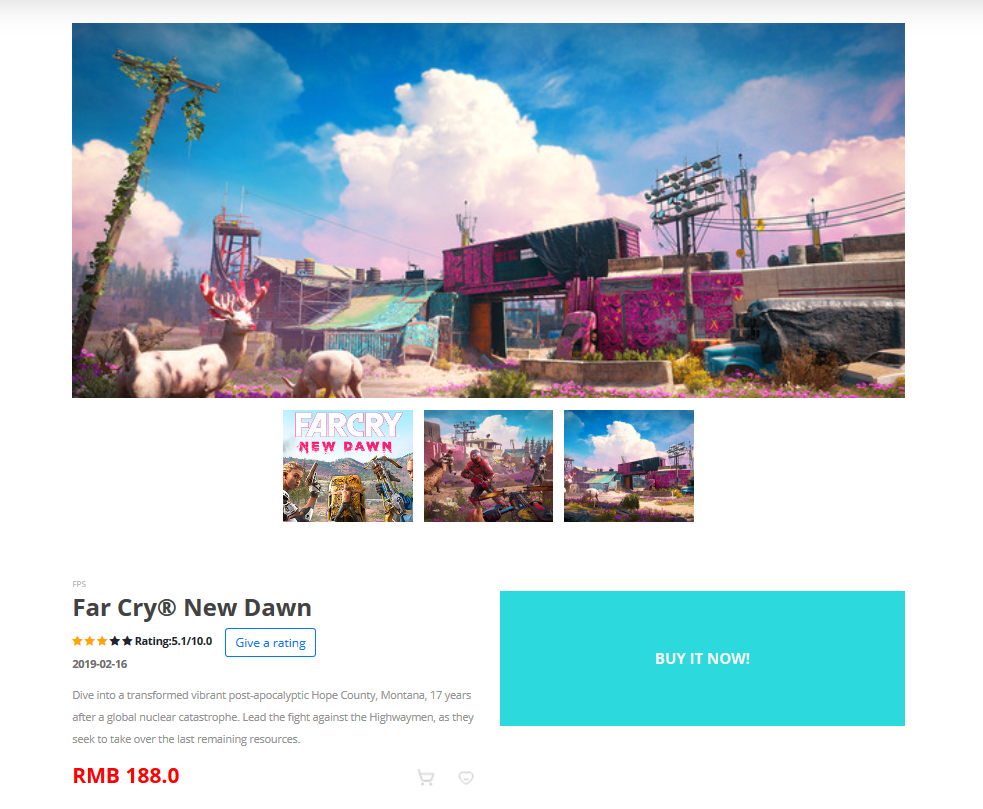 FARCRY
NEW DAWN
FPS
Far Cry® New Dawn
Rating:5.1/10.0
Give a rating
2019-02-16
Dive into a transformed vibrant post-apocalyptic Hope County, Montana, 17 years
after a global nuclear catastrophe. Lead the fight against the Highwaymen, as they
seek to take over the last remaining resources.
RMB 188.0
BUY IT NOW!